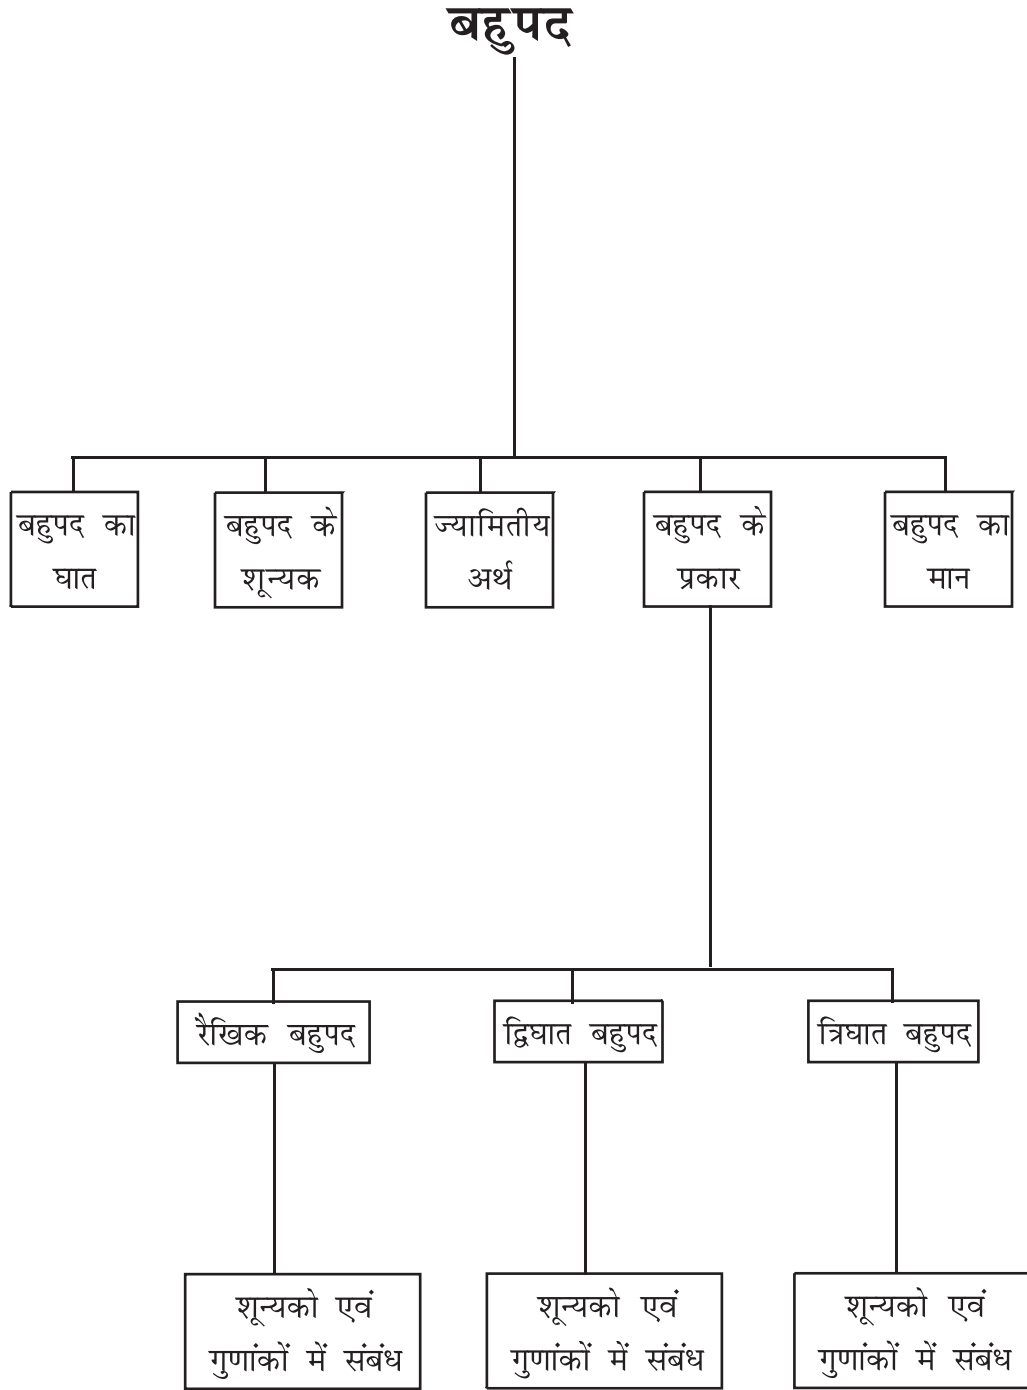 बहुपद
बहुपद का
घात
बहुपद के
शून्यक
ज्यामितीय
अर्थ
बहुपद के
प्रकार
बहुपद का
मान
रैखिक बहुपद
द्विघात बहुपद
त्रिघात बहुपद
शून्यको एवं
गुणांकों में संबंध
शून्यको एवं
गुणांकों में संबंध
शून्यको एवं
गुणांकों में संबंध